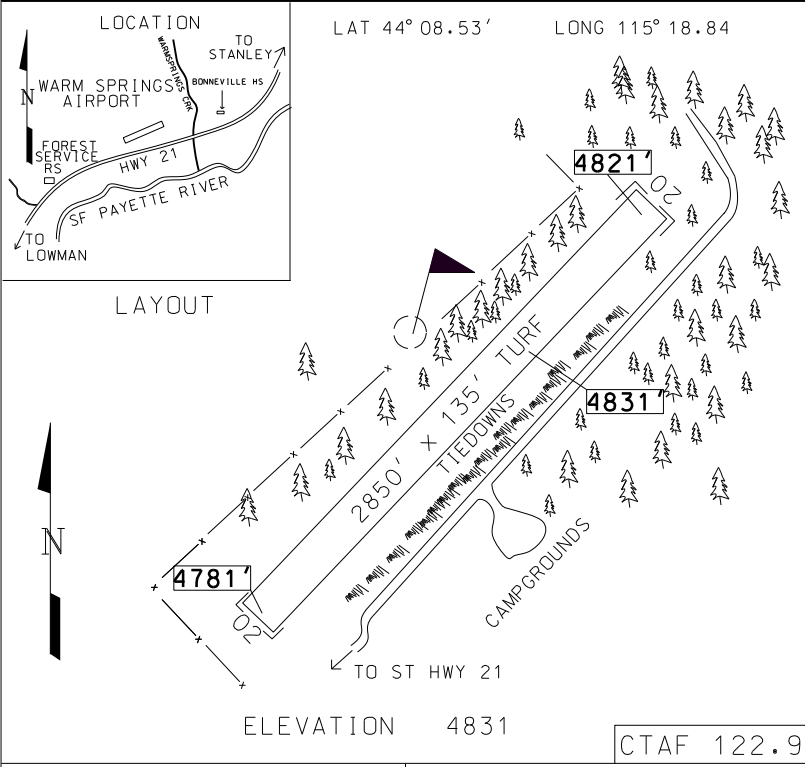 LOCATION
LAT 44° 08.53'
LONG 115° 18.84
TO
STANLEY
WARMSPRINGS CRK
BONNEVILLE HS
N
WARM SPRINGS
AIRPORT
FOREST
SERVICE
RS
HWY 21
SF PAYETTE RIVER
TO
LOWMAN
LAYOUT
4821'
20
2850' X 135' TURF
TIEDOWNS
4831'
N
4781'
02
CAMPGROUNDS
TO ST HWY 21
ELEVATION 4831
CTAF 122.9